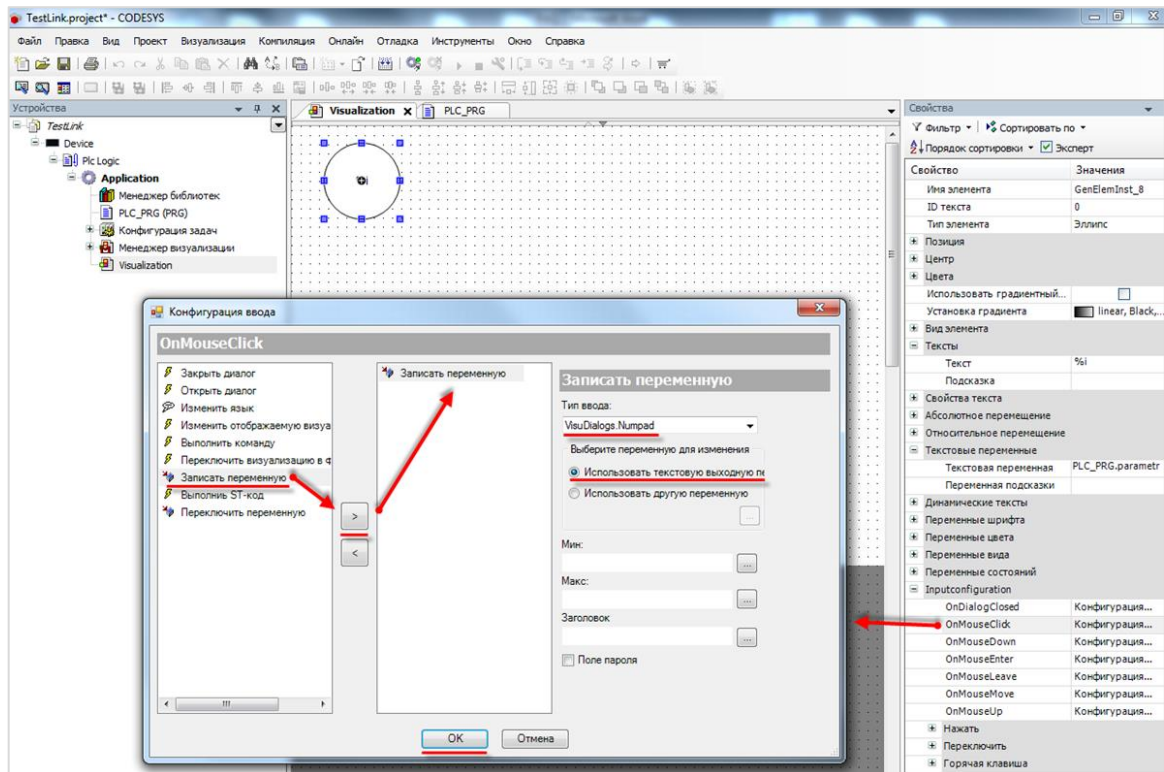 TestLink.project* - CODESYS
Файл Правка Вид Проект Визуализация Компиляция Онлайн Отладка Инструменты Окно Справка
Устройства
TestLink
Device
Plc Logic
Application
Менеджер библиотек
PLC_PRG (PRG)
Конфигурация задач
Менеджер визуализации
Visualization
Visualization
PLC_PRG
%i
Конфигурация ввода
OnMouseClick
Закрыть диалог
Открыть диалог
Изменить язык
Изменить отображаемую визуа
Выполнить команду
Переключить визуализацию в ф
Записать переменную
Выполниь ST-код
Переключить переменную
>
<
Записать переменную
Записать переменную
Тип ввода:
VisuDialogs.Numpad
Выберите переменную для изменения
Использовать текстовую выходную пе
Использовать другую переменную
...
Мин:
...
Макс:
...
Заголовок
...
Поле пароля
OK
Отмена
Свойства
Фильтр
Сортировать по
Порядок сортировки
Эксперт
Свойство Значения
Имя элемента GenElemInst_8
ID текста 0
Тип элемента Эллипс
Позиция
Центр
Цвета
Использовать градиентный...
Установка градиента linear, Black,...
Вид элемента
Тексты
Текст %i
Подсказка
Свойства текста
Абсолютное перемещение
Относительное перемещение
Текстовые переменные
Текстовая переменная PLC_PRG.parametr
Переменная подсказки
Динамические тексты
Переменные шрифта
Переменные цвета
Переменные вида
Переменные состояний
Inputconfiguration
OnDialogClosed Конфигурация...
OnMouseClick Конфигурация...
OnMouseDown Конфигурация...
OnMouseEnter Конфигурация...
OnMouseLeave Конфигурация...
OnMouseMove Конфигурация...
OnMouseUp Конфигурация...
Нажать
Переключить
Горячая клавиша